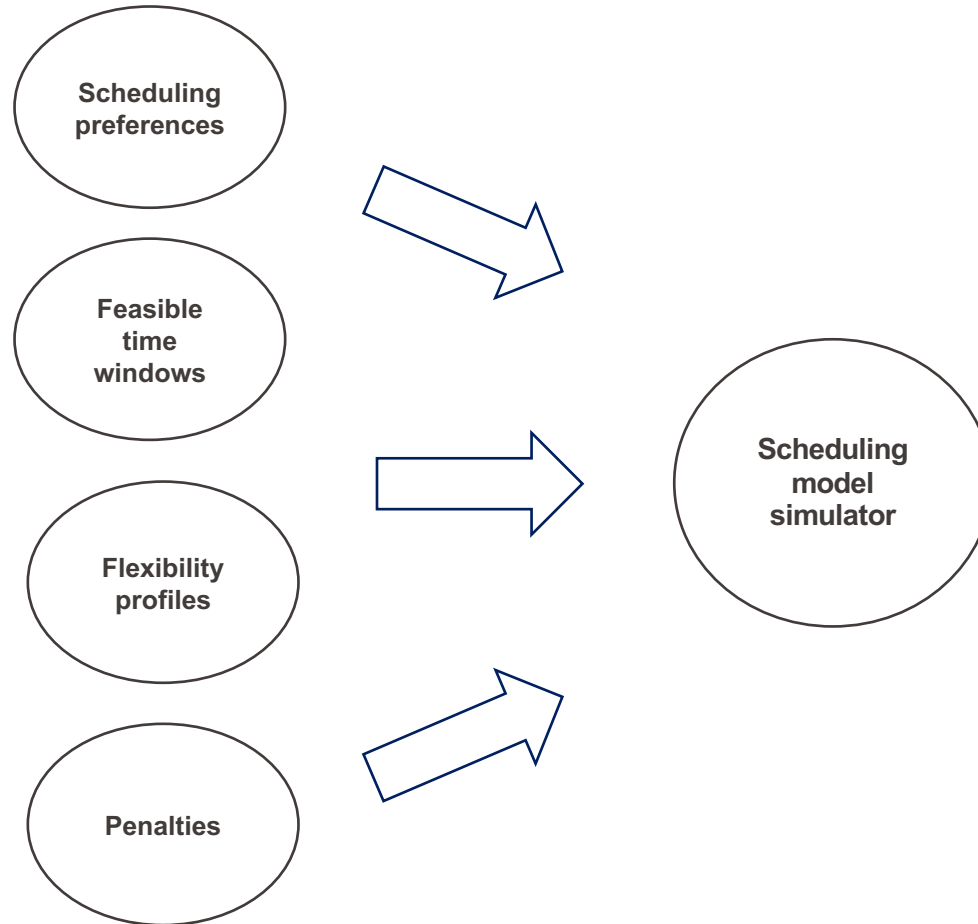 Scheduling
preferences
Feasible
time
windows
Flexibility
profiles
Penalties
Scheduling
model
simulator